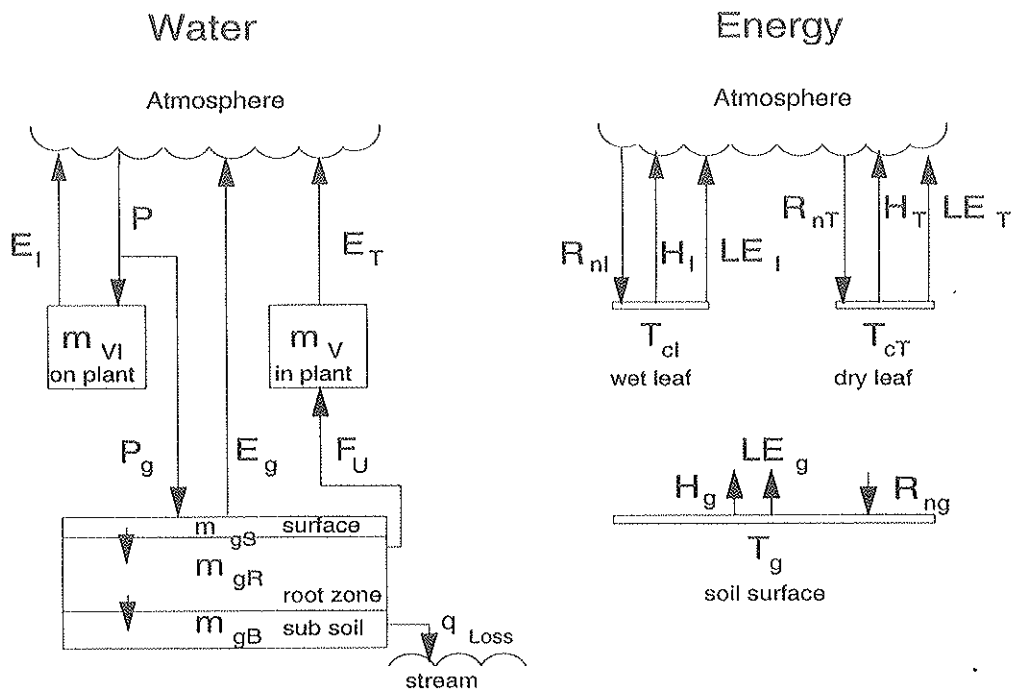 Water
Atmosphere
P
E I
E T
m VI
on plant
m V
in plant
P g
E g
F U
m gS surface
m gR
root zone
m gB sub soil
q Loss
stream
Energy
Atmosphere
R nI
H I
LE I
R nT
H T
LE T
T cI
wet leaf
T cT
dry leaf
H g
LE g
R ng
T g
soil surface